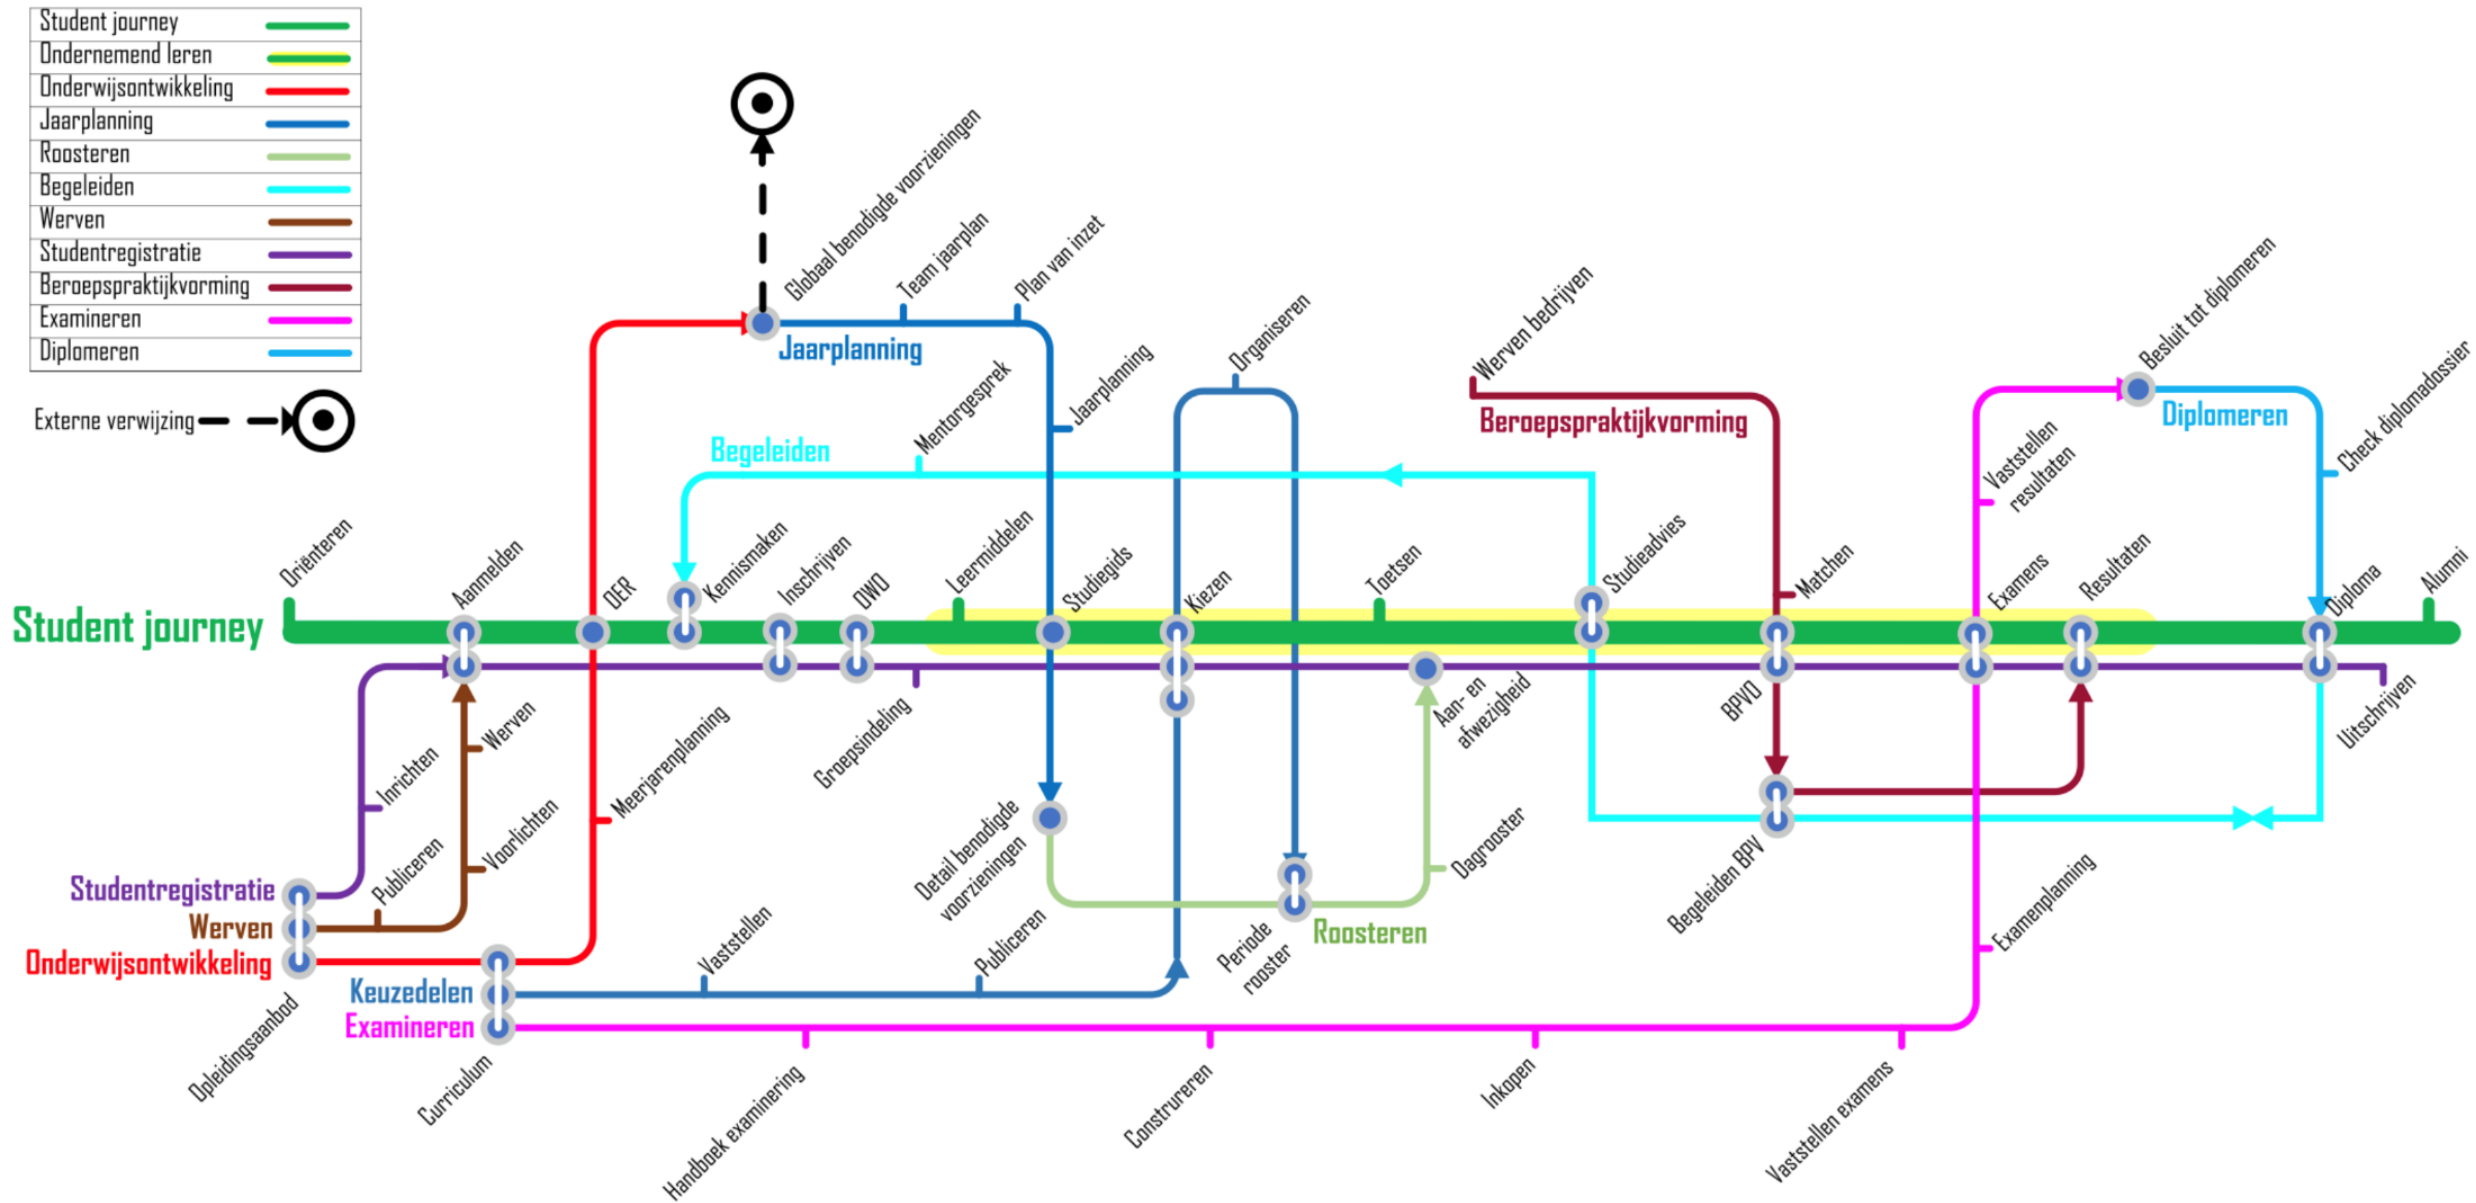 Student journey
Ondernemend leren
Onderwijsontwikkeling
Jaarplanning
Roosteren
Begeleiden
Werven
Studentregistratie
Beroepspraktijkvorming
Examineren
Diplomeren
Externe verwijzing
Globaal benodigde voorzieningen
Team jaarplan
Plan van inzet
Jaarplanning
Jaarplanning
Organiseren
Werven bedrijven
Beroepspraktijkvorming
Besluit tot diplomeren
Diplomeren
Check diplomadossier
Vaststellen
resultaten
Begeleiden
Mentorgesprek
Oriënteren
Aanmelden
OER
Kennismaken
Inschrijven
OWO
Leermiddelen
Studiegids
Kiezen
Toetsen
Studieadvies
Matchen
Examens
Resultaten
Diploma
Alumni
Student journey
Inrichten
Werven
Voorlichten
Publiceren
Meerjarenplanning
Groepsindeling
Detail benodigde
voorzieningen
Aan- en
afwezigheid
Dagrooster
BPVO
Begeleiden BPV
Uitschrijven
Examenplanning
Studentregistratie
Werven
Onderwijsontwikkeling
Opleidingsaanbod
Keuzedelen
Examineren
Curriculum
Vaststellen
Publiceren
Periode
rooster
Roosteren
Handboek examinering
Construreren
Inkopen
Vaststellen examens